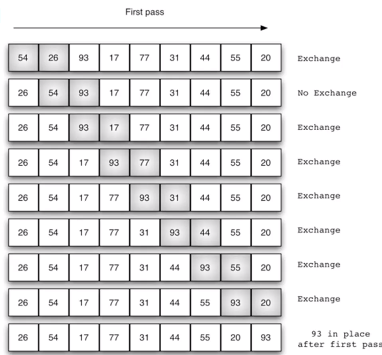 First pass
54 26 93 17 77 31 44 55 20 Exchange
26 54 93 17 77 31 44 55 20 No Exchange
26 54 93 17 77 31 44 55 20 Exchange
26 54 17 93 77 31 44 55 20 Exchange
26 54 17 77 93 31 44 55 20 Exchange
26 54 17 77 31 93 44 55 20 Exchange
26 54 17 77 31 44 93 55 20 Exchange
26 54 17 77 31 44 55 93 20 Exchange
26 54 17 77 31 44 55 20 93 93 in place
after first pass